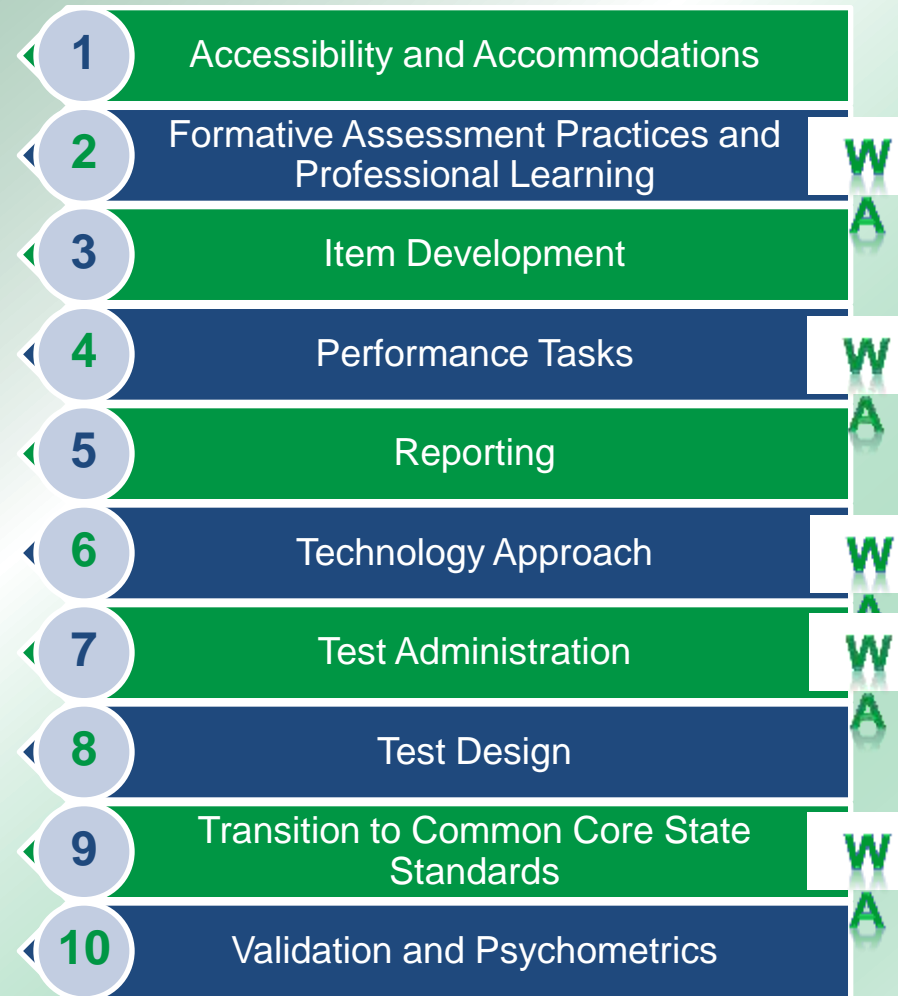 1
Accessibility and Accommodations
2
Formative Assessment Practices and
Professional Learning
W
A
3
Item Development
4
Performance Tasks
W
A
5
Reporting
6
Technology Approach
W
A
7
Test Administration
W
A
8
Test Design
9
Transition to Common Core State
Standards
W
A
10
Validation and Psychometrics